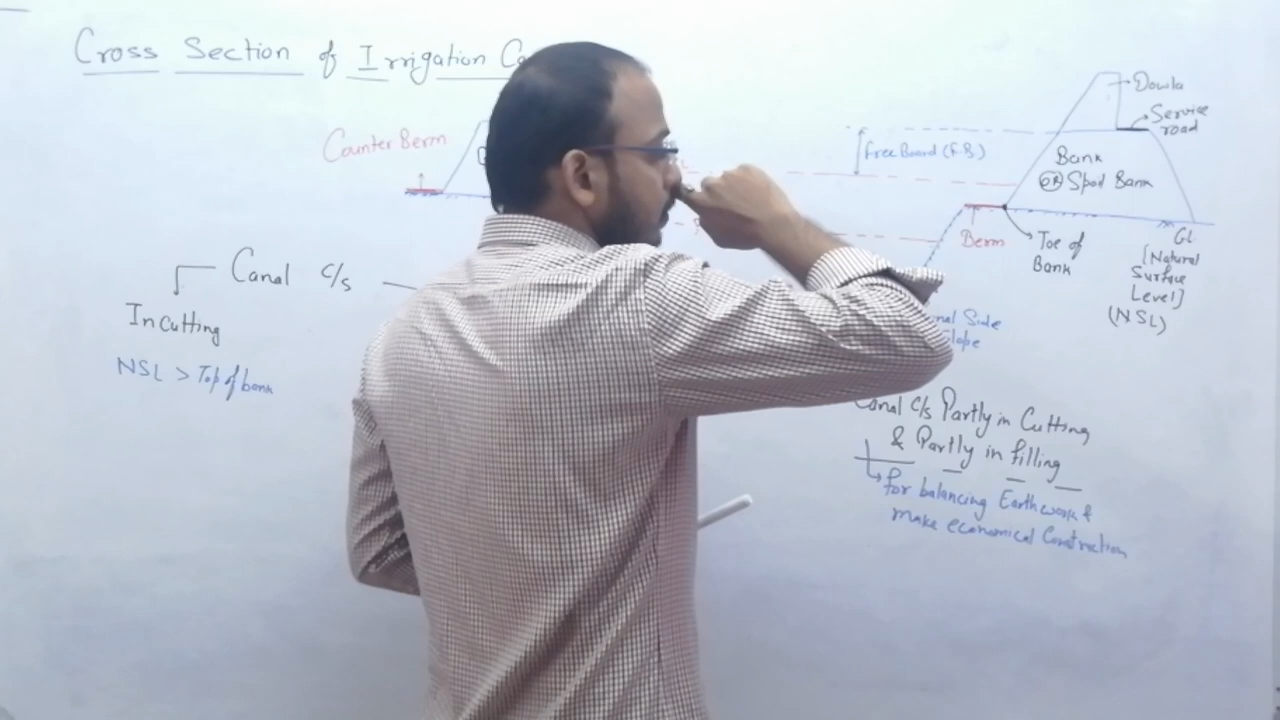 Cross Section of Irrigation
Counter Berm
Dowla
Service
road
Free Board (F.B.)
Bank
OR Spoil Bank
Berm
Toe of
Bank
GL
[Natural
Surface
Level]
(NSL)
Canal c/s
In cutting
NSL > Top of bank
Side
Canal c/s Partly in Cutting
& Partly in filling
for balancing Earthwork &
make economical Construction